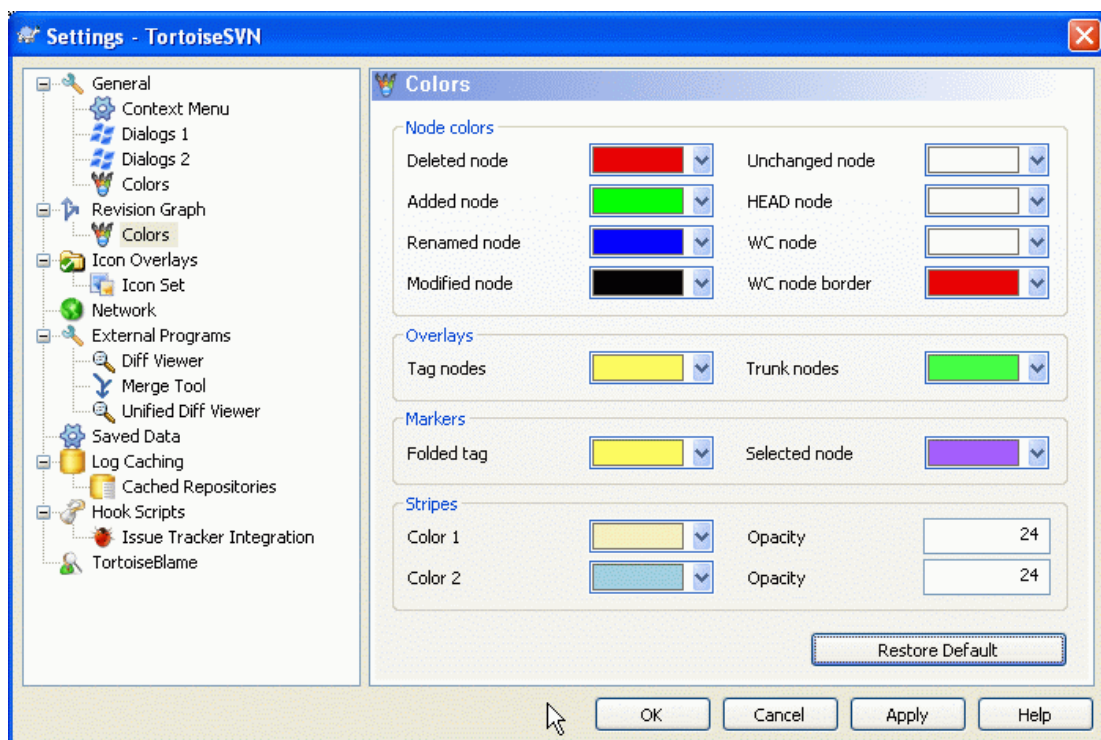 Settings - TortoiseSVN
General
Context Menu
Dialogs 1
Dialogs 2
Colors
Revision Graph
Colors
Icon Overlays
Icon Set
Network
External Programs
Diff Viewer
Merge Tool
Unified Diff Viewer
Saved Data
Log Caching
Cached Repositories
Hook Scripts
Issue Tracker Integration
TortoiseBlame
Colors
Node colors
Deleted node
Unchanged node
Added node
HEAD node
Renamed node
WC node
Modified node
WC node border
Overlays
Tag nodes
Trunk nodes
Markers
Folded tag
Selected node
Stripes
Color 1
Opacity
24
Color 2
Opacity
24
Restore Default
OK
Cancel
Apply
Help